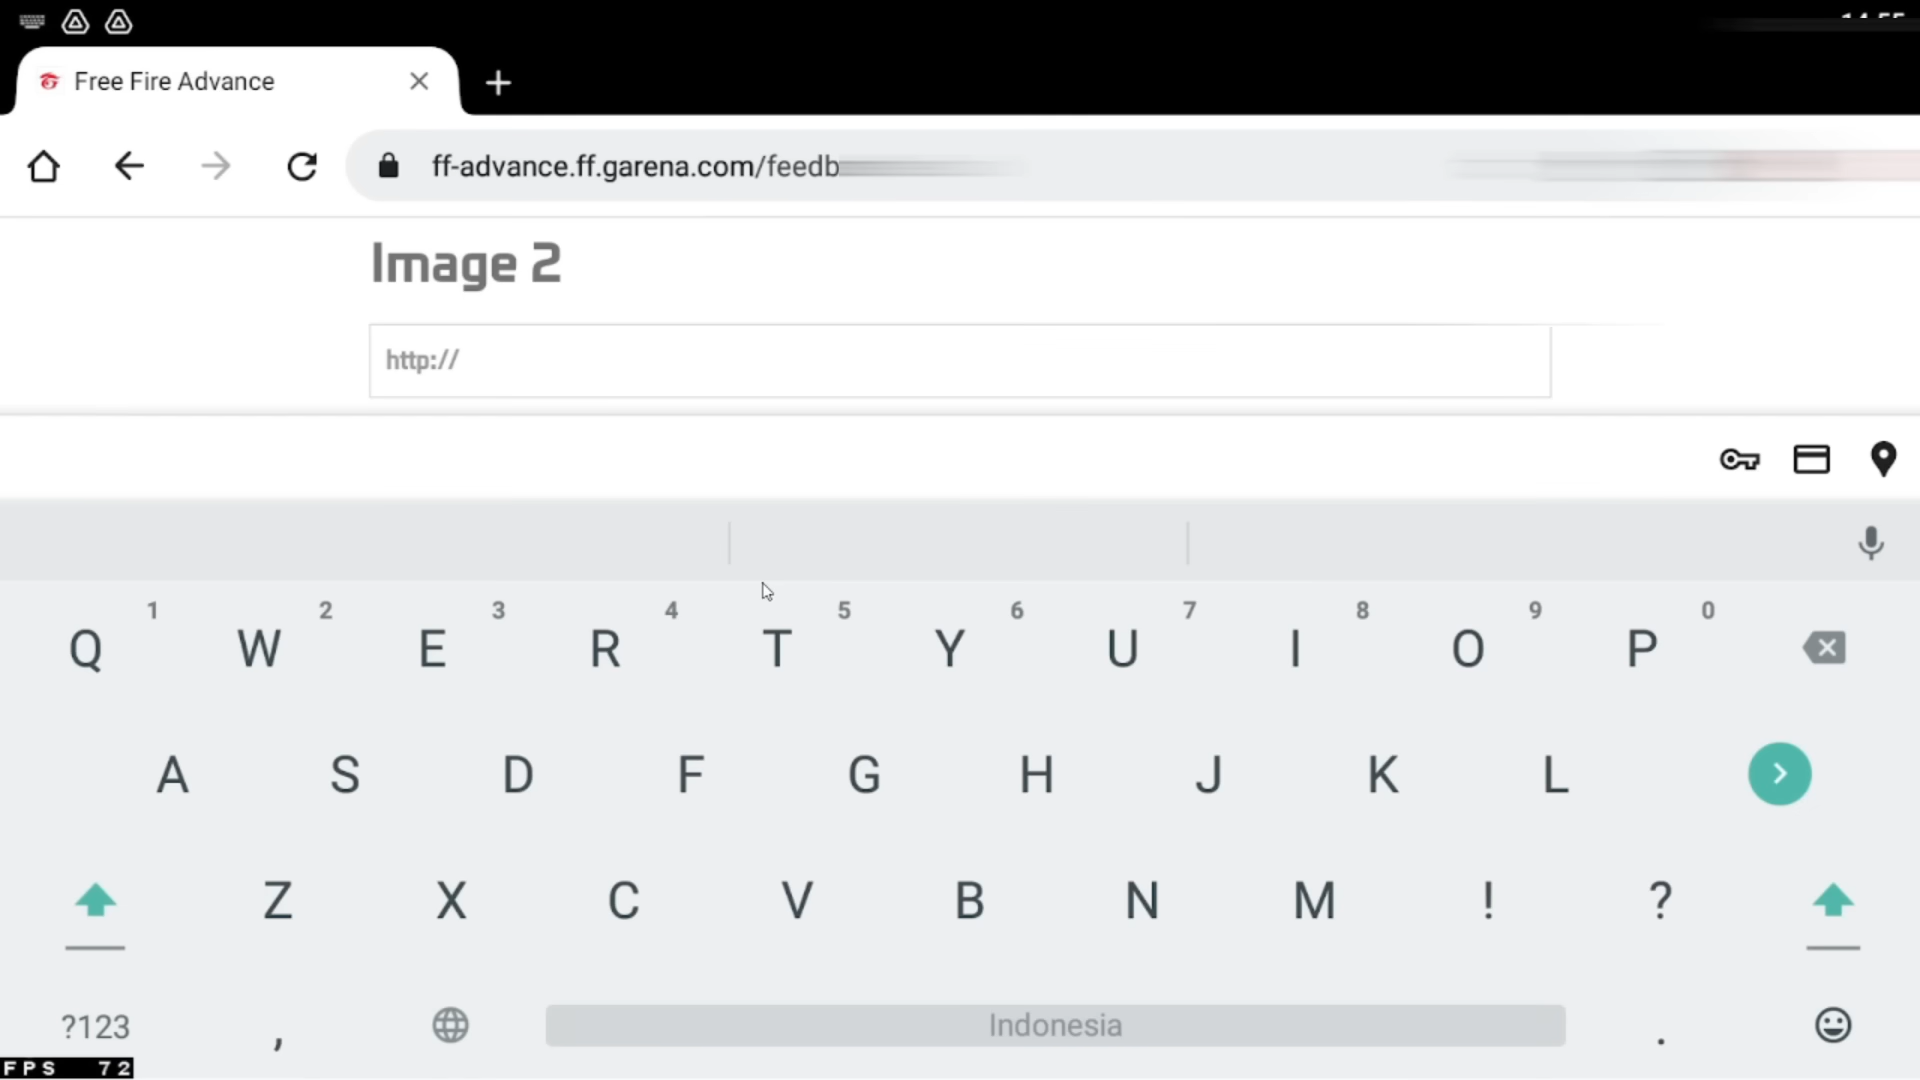 Free Fire Advance
ff-advance.ff.garena.com/feedb
Image 2
http://
1 2 3 4 5 6 7 8 9 0
Q W E R T Y U I O P
A S D F G H J K L
Z X C V B N M ! ?
?123 , Indonesia .
FPS 72